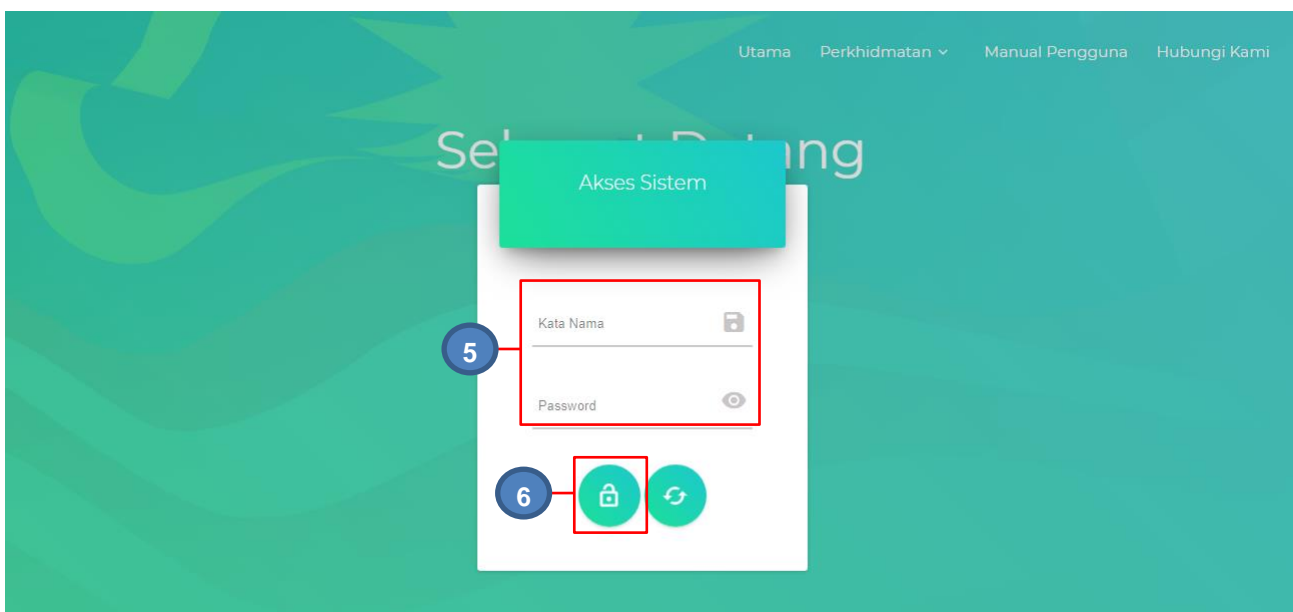 Utama Perkhidmatan Manual Pengguna Hubungi Kami
Akses Sistem
Kata Nama
5
Password
6